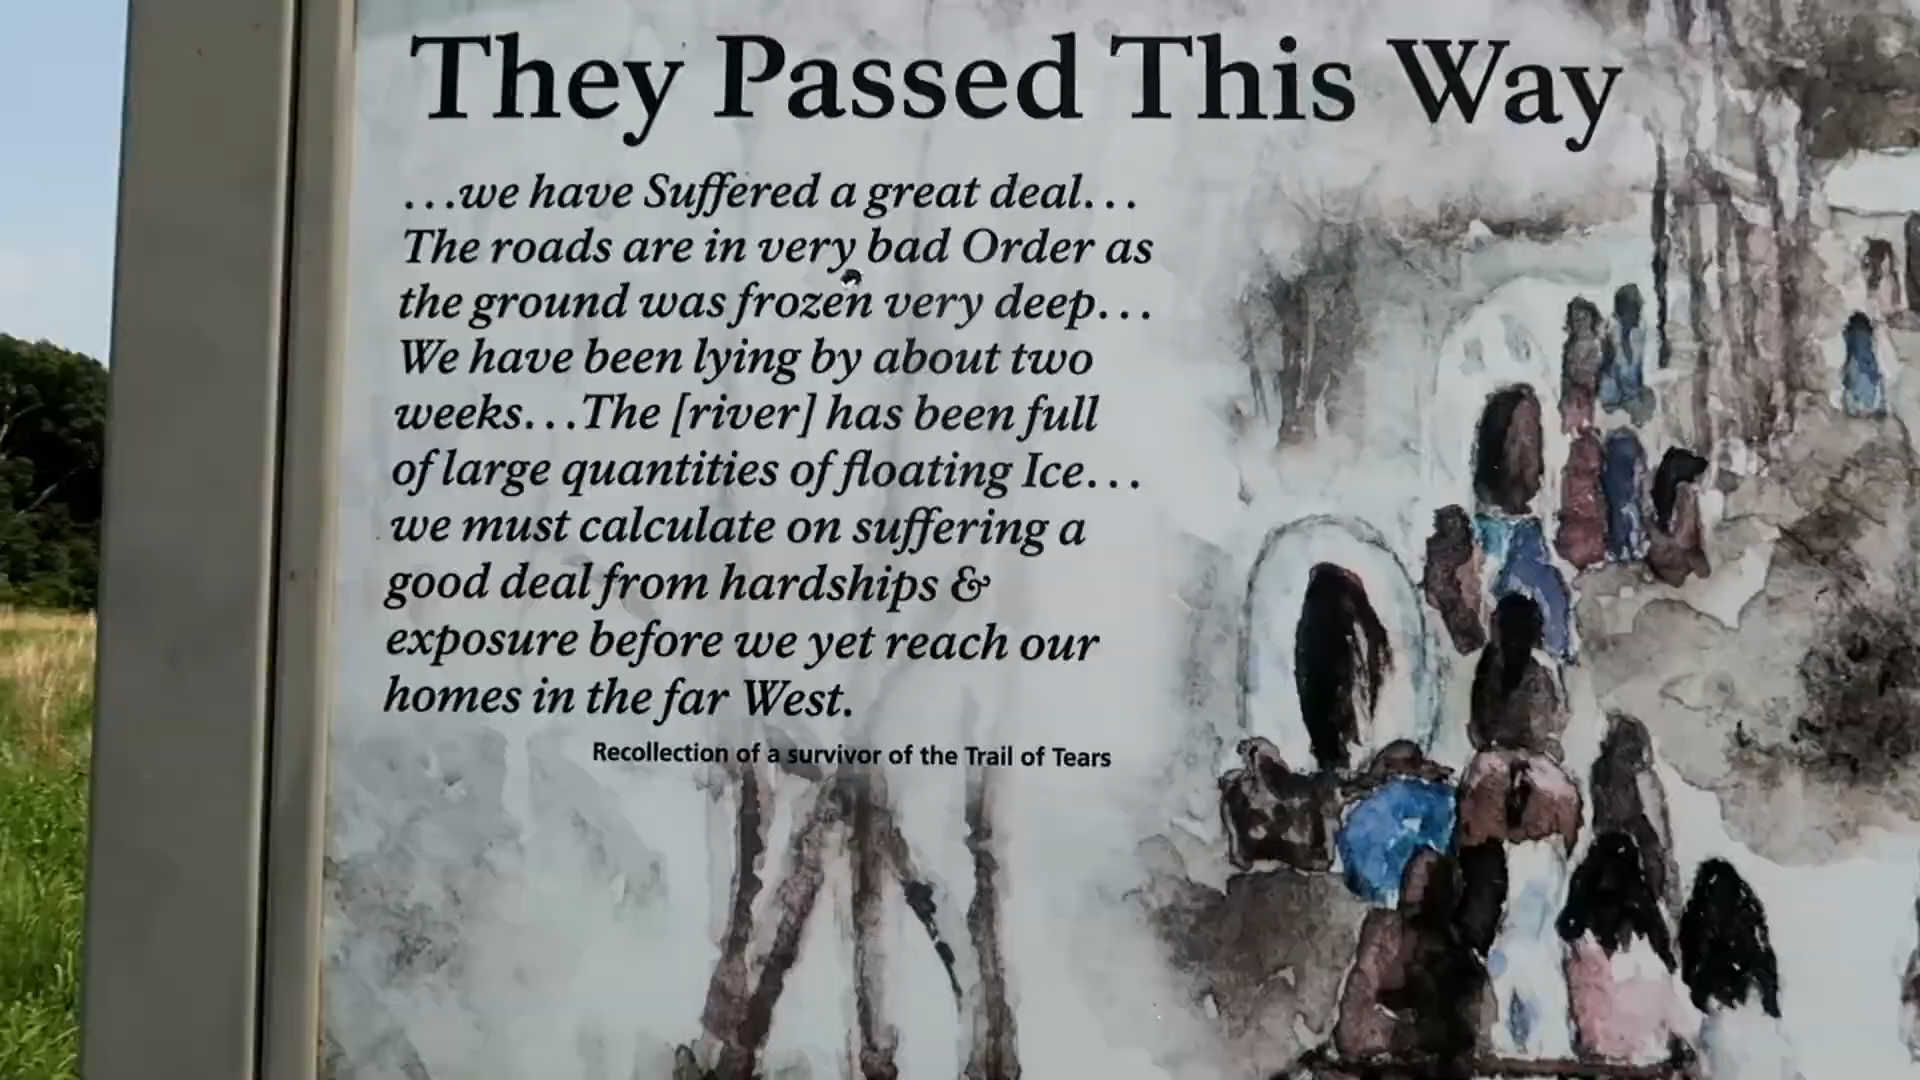 They Passed This Way
...we have Suffered a great deal...
The roads are in very bad Order as
the ground was frozen very deep...
We have been lying by about two
weeks...The [river] has been full
of large quantities of floating Ice...
we must calculate on suffering a
good deal from hardships &
exposure before we yet reach our
homes in the far West.
Recollection of a survivor of the Trail of Tears